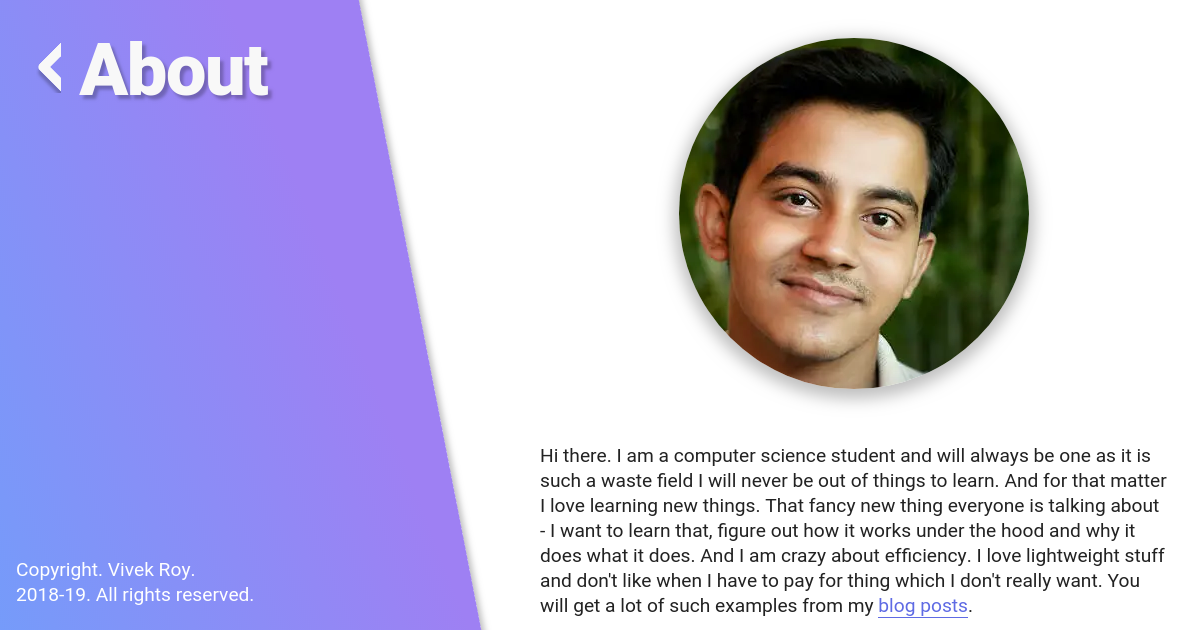 About
Hi there. I am a computer science student and will always be one as it is
such a waste field I will never be out of things to learn. And for that matter
I love learning new things. That fancy new thing everyone is talking about
- I want to learn that, figure out how it works under the hood and why it
does what it does. And I am crazy about efficiency. I love lightweight stuff
and don't like when I have to pay for thing which I don't really want. You
will get a lot of such examples from my blog posts.
Copyright. Vivek Roy.
2018-19. All rights reserved.